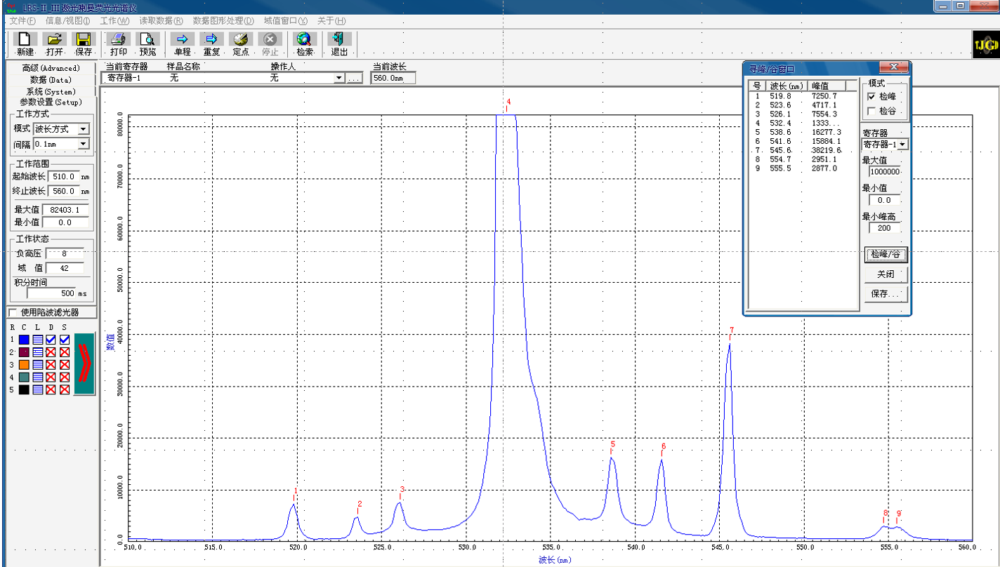 LRS-II_III 激光喇曼荧光光谱仪
文件(F) 信息/视图(I) 工作(W) 读取数据(R) 数据图形处理(D) 域值窗口(Y) 关于(H)
新建 打开 保存 打印 预览 单程 重复 定点 停止 检索 退出
TJGD
高级(Advanced)
数据(Data)
系统(System)
参数设置(Setup)
当前寄存器 样品名称 操作人 当前波长
寄存器-1 无 无 ... 560.0nm
工作方式
模式 波长方式
间隔 0.1nm
工作范围
起始波长 510.0 nm
终止波长 560.0 nm
最大值 82403.1
最小值 0.0
工作状态
负高压 8
域 值 42
积分时间
500 ms
使用陷波滤光器
R C L D S
1
2
3
4
5
80000.0
70000.0
60000.0
50000.0
40000.0
30000.0
20000.0
10000.0
0.0
数值
1
2
3
4
5
6
7
8
9
510.0 515.0 520.0 525.0 530.0 535.0 540.0 545.0 550.0 555.0 560.0
波长(nm)
寻峰/谷窗口
号 波长(nm) 峰值
1 519.8 7250.7
2 523.6 4717.1
3 526.1 7554.3
4 532.4 1333...
5 538.6 16277.3
6 541.6 15884.1
7 545.6 38219.6
8 554.7 2951.1
9 555.5 2877.0
模式
检峰
检谷
寄存器
寄存器-1
最大值
1000000
最小值
0.0
最小峰高
200
检峰/谷
关闭
保存...